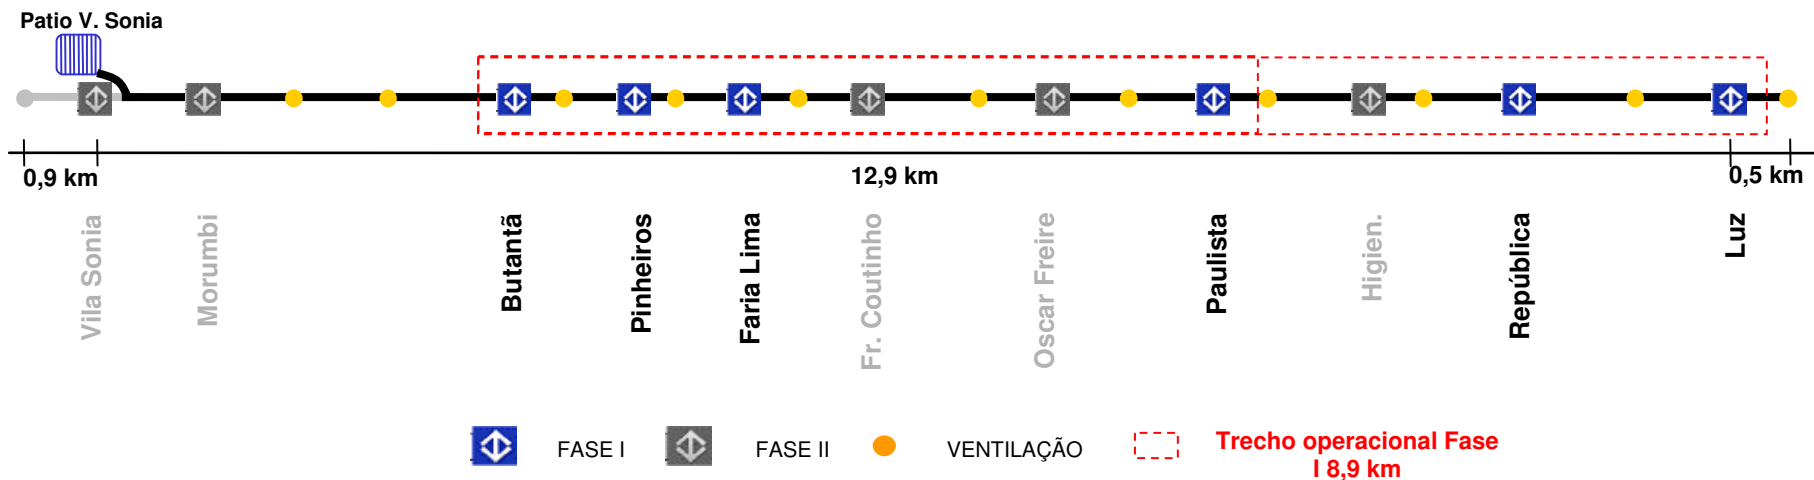 Patio V. Sonia
0,9 km
12,9 km
0,5 km
Vila Sonia
Morumbi
Butantã
Pinheiros
Faria Lima
Fr. Coutinho
Oscar Freire
Paulista
Higien.
República
Luz
FASE I
FASE II
VENTILAÇÃO
Trecho operacional Fase
I 8,9 km